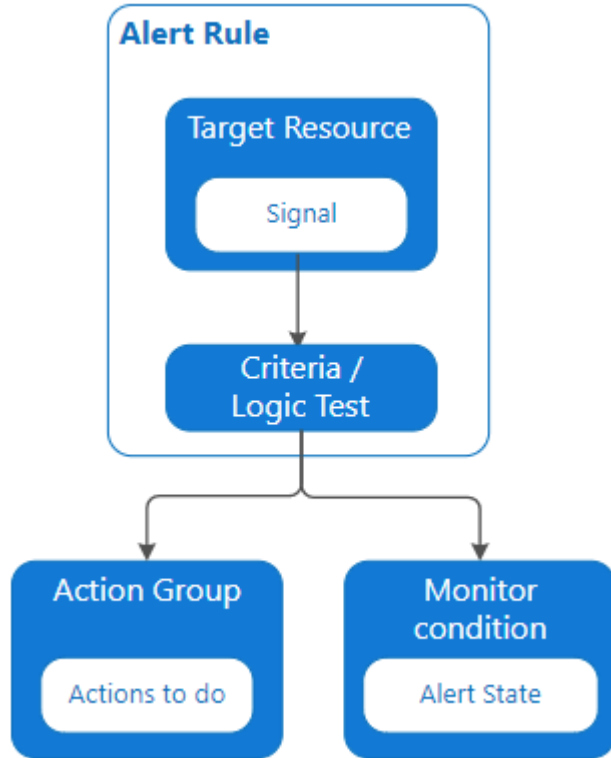 Alert Rule
Target Resource
Signal
Criteria /
Logic Test
Action Group
Actions to do
Monitor
condition
Alert State